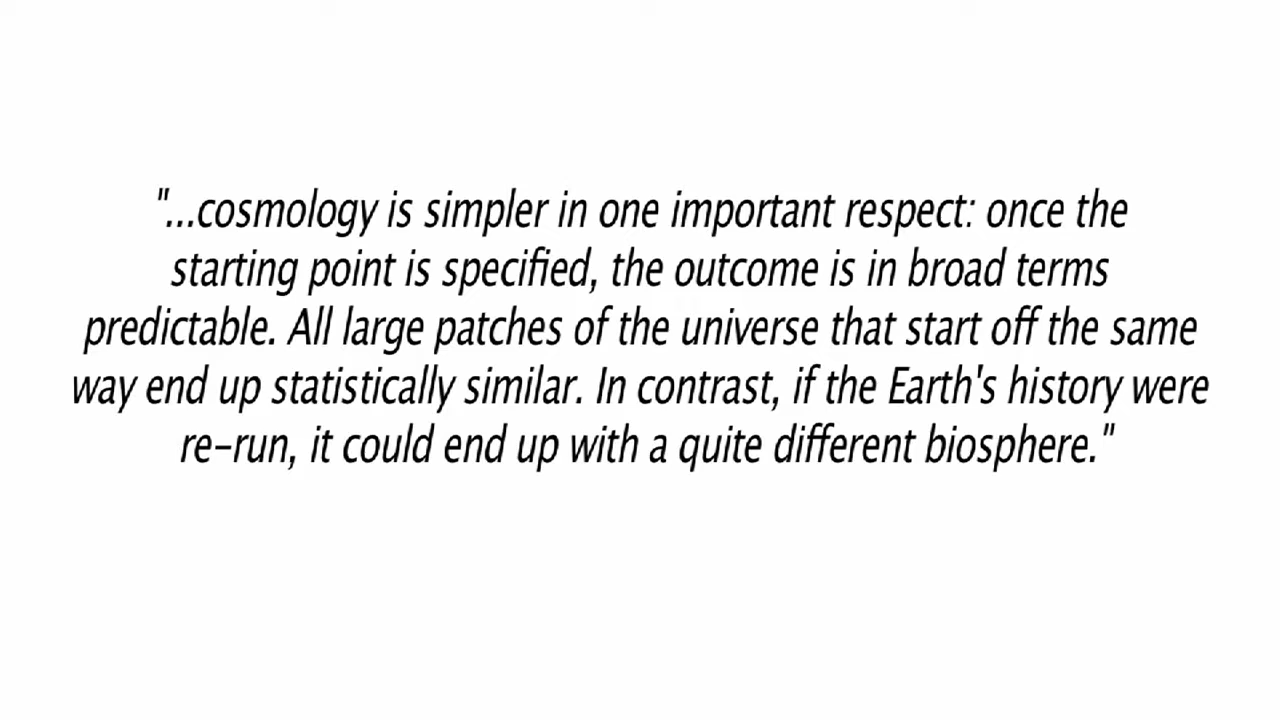 "...cosmology is simpler in one important respect: once the
starting point is specified, the outcome is in broad terms
predictable. All large patches of the universe that start off the same
way end up statistically similar. In contrast, if the Earth's history were
re-run, it could end up with a quite different biosphere."